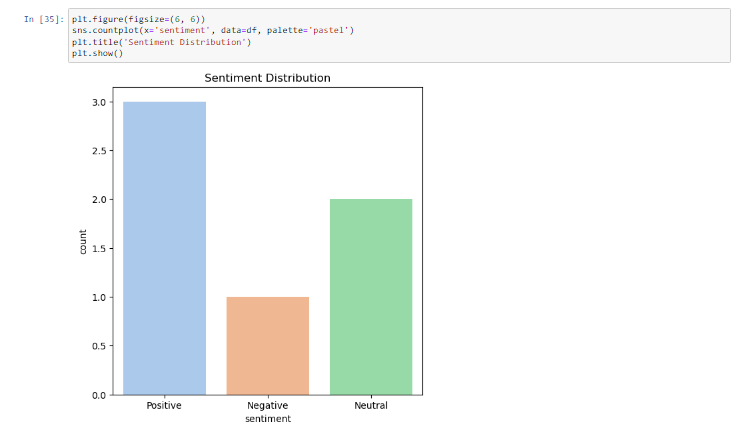 In [35]: plt.figure(figsize=(6, 6))
sns.countplot(x='sentiment', data=df, palette='pastel')
plt.title('Sentiment Distribution')
plt.show()
Sentiment Distribution
3.0
2.5
2.0
1.5
1.0
0.5
0.0
count
Positive Negative Neutral
sentiment